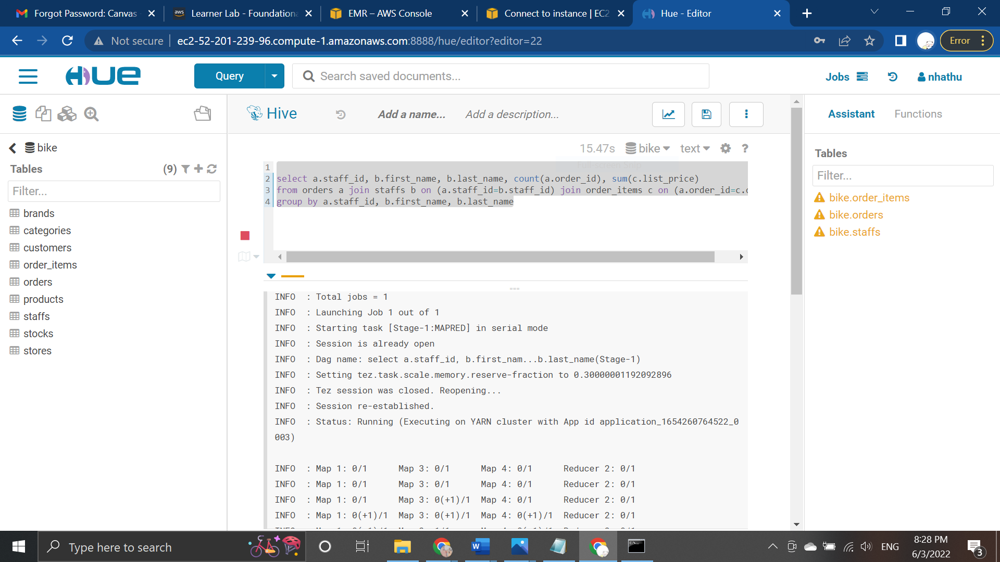 Forgot Password: Canvas
aws
Learner Lab - Foundationa
EMR – AWS Console
Connect to instance | EC2
Hue - Editor
Not secure
ec2-52-201-239-96.compute-1.amazonaws.com:8888/hue/editor?editor=22
Error
HUE
Query
Search saved documents...
Jobs
nhathu
Hive
Add a name...
Add a description...
Assistant
Functions
bike
Tables
(9)
Filter...
brands
categories
customers
order_items
orders
products
staffs
stocks
stores
15.47s
bike
text
?
Full-screen Snip
1
2 select a.staff_id, b.first_name, b.last_name, count(a.order_id), sum(c.list_price)
3 from orders a join staffs b on (a.staff_id=b.staff_id) join order_items c on (a.order_id=c.
4 group by a.staff_id, b.first_name, b.last_name
INFO : Total jobs = 1
INFO : Launching Job 1 out of 1
INFO : Starting task [Stage-1:MAPRED] in serial mode
INFO : Session is already open
INFO : Dag name: select a.staff_id, b.first_nam...b.last_name(Stage-1)
INFO : Setting tez.task.scale.memory.reserve-fraction to 0.30000001192092896
INFO : Tez session was closed. Reopening...
INFO : Session re-established.
INFO : Status: Running (Executing on YARN cluster with App id application_1654260764522_0
003)
INFO : Map 1: 0/1 Map 3: 0/1 Map 4: 0/1 Reducer 2: 0/1
INFO : Map 1: 0/1 Map 3: 0/1 Map 4: 0/1 Reducer 2: 0/1
INFO : Map 1: 0/1 Map 3: 0(+1)/1 Map 4: 0/1 Reducer 2: 0/1
INFO : Map 1: 0(+1)/1 Map 3: 0(+1)/1 Map 4: 0(+1)/1 Reducer 2: 0/1
Tables
Filter...
bike.order_items
bike.orders
bike.staffs
Type here to search
W
ENG
8:28 PM
6/3/2022
3